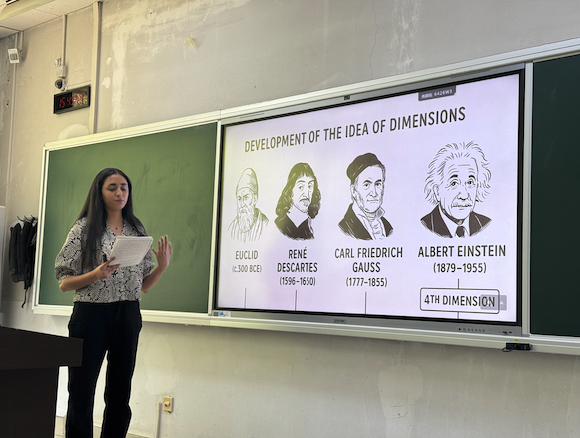 DEVELOPMENT OF THE IDEA OF DIMENSIONS
EUCLID
(c.300 BCE)
RENÉ
DESCARTES
(1596–1650)
CARL FRIEDRICH
GAUSS
(1777–1855)
ALBERT EINSTEIN
(1879–1955)
4TH DIMENSION